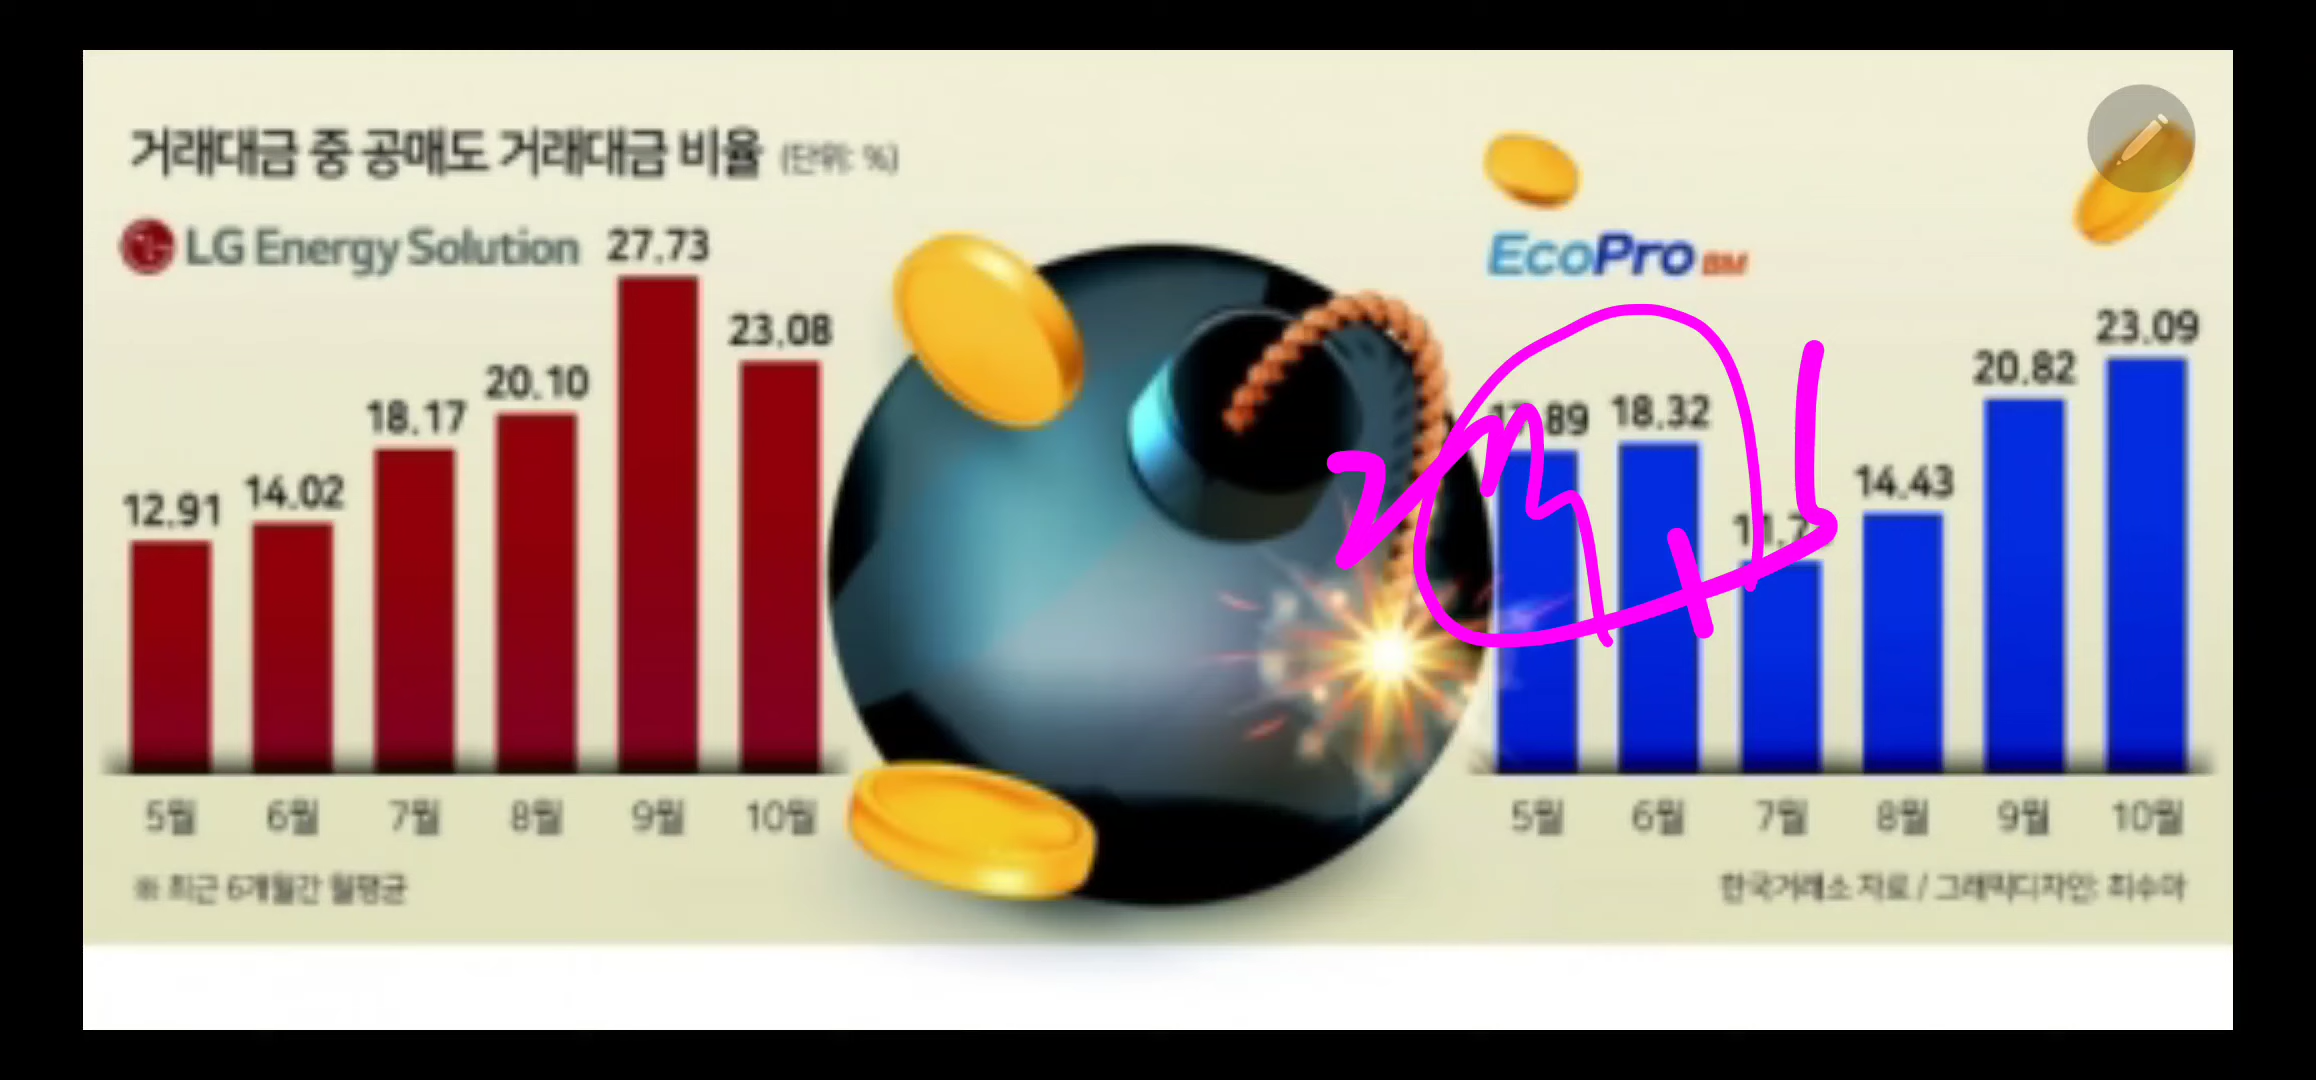 거래대금 중 공매도 거래대금 비율 (단위: %)
LG Energy Solution
27.73
23.08
20.10
18.17
14.02
12.91
5월 6월 7월 8월 9월 10월
※ 최근 6개월간 월평균
EcoPro BM
18.32
14.43
20.82
23.09
5월 6월 7월 8월 9월 10월
한국거래소 자료 / 그래픽디자인: 최수아